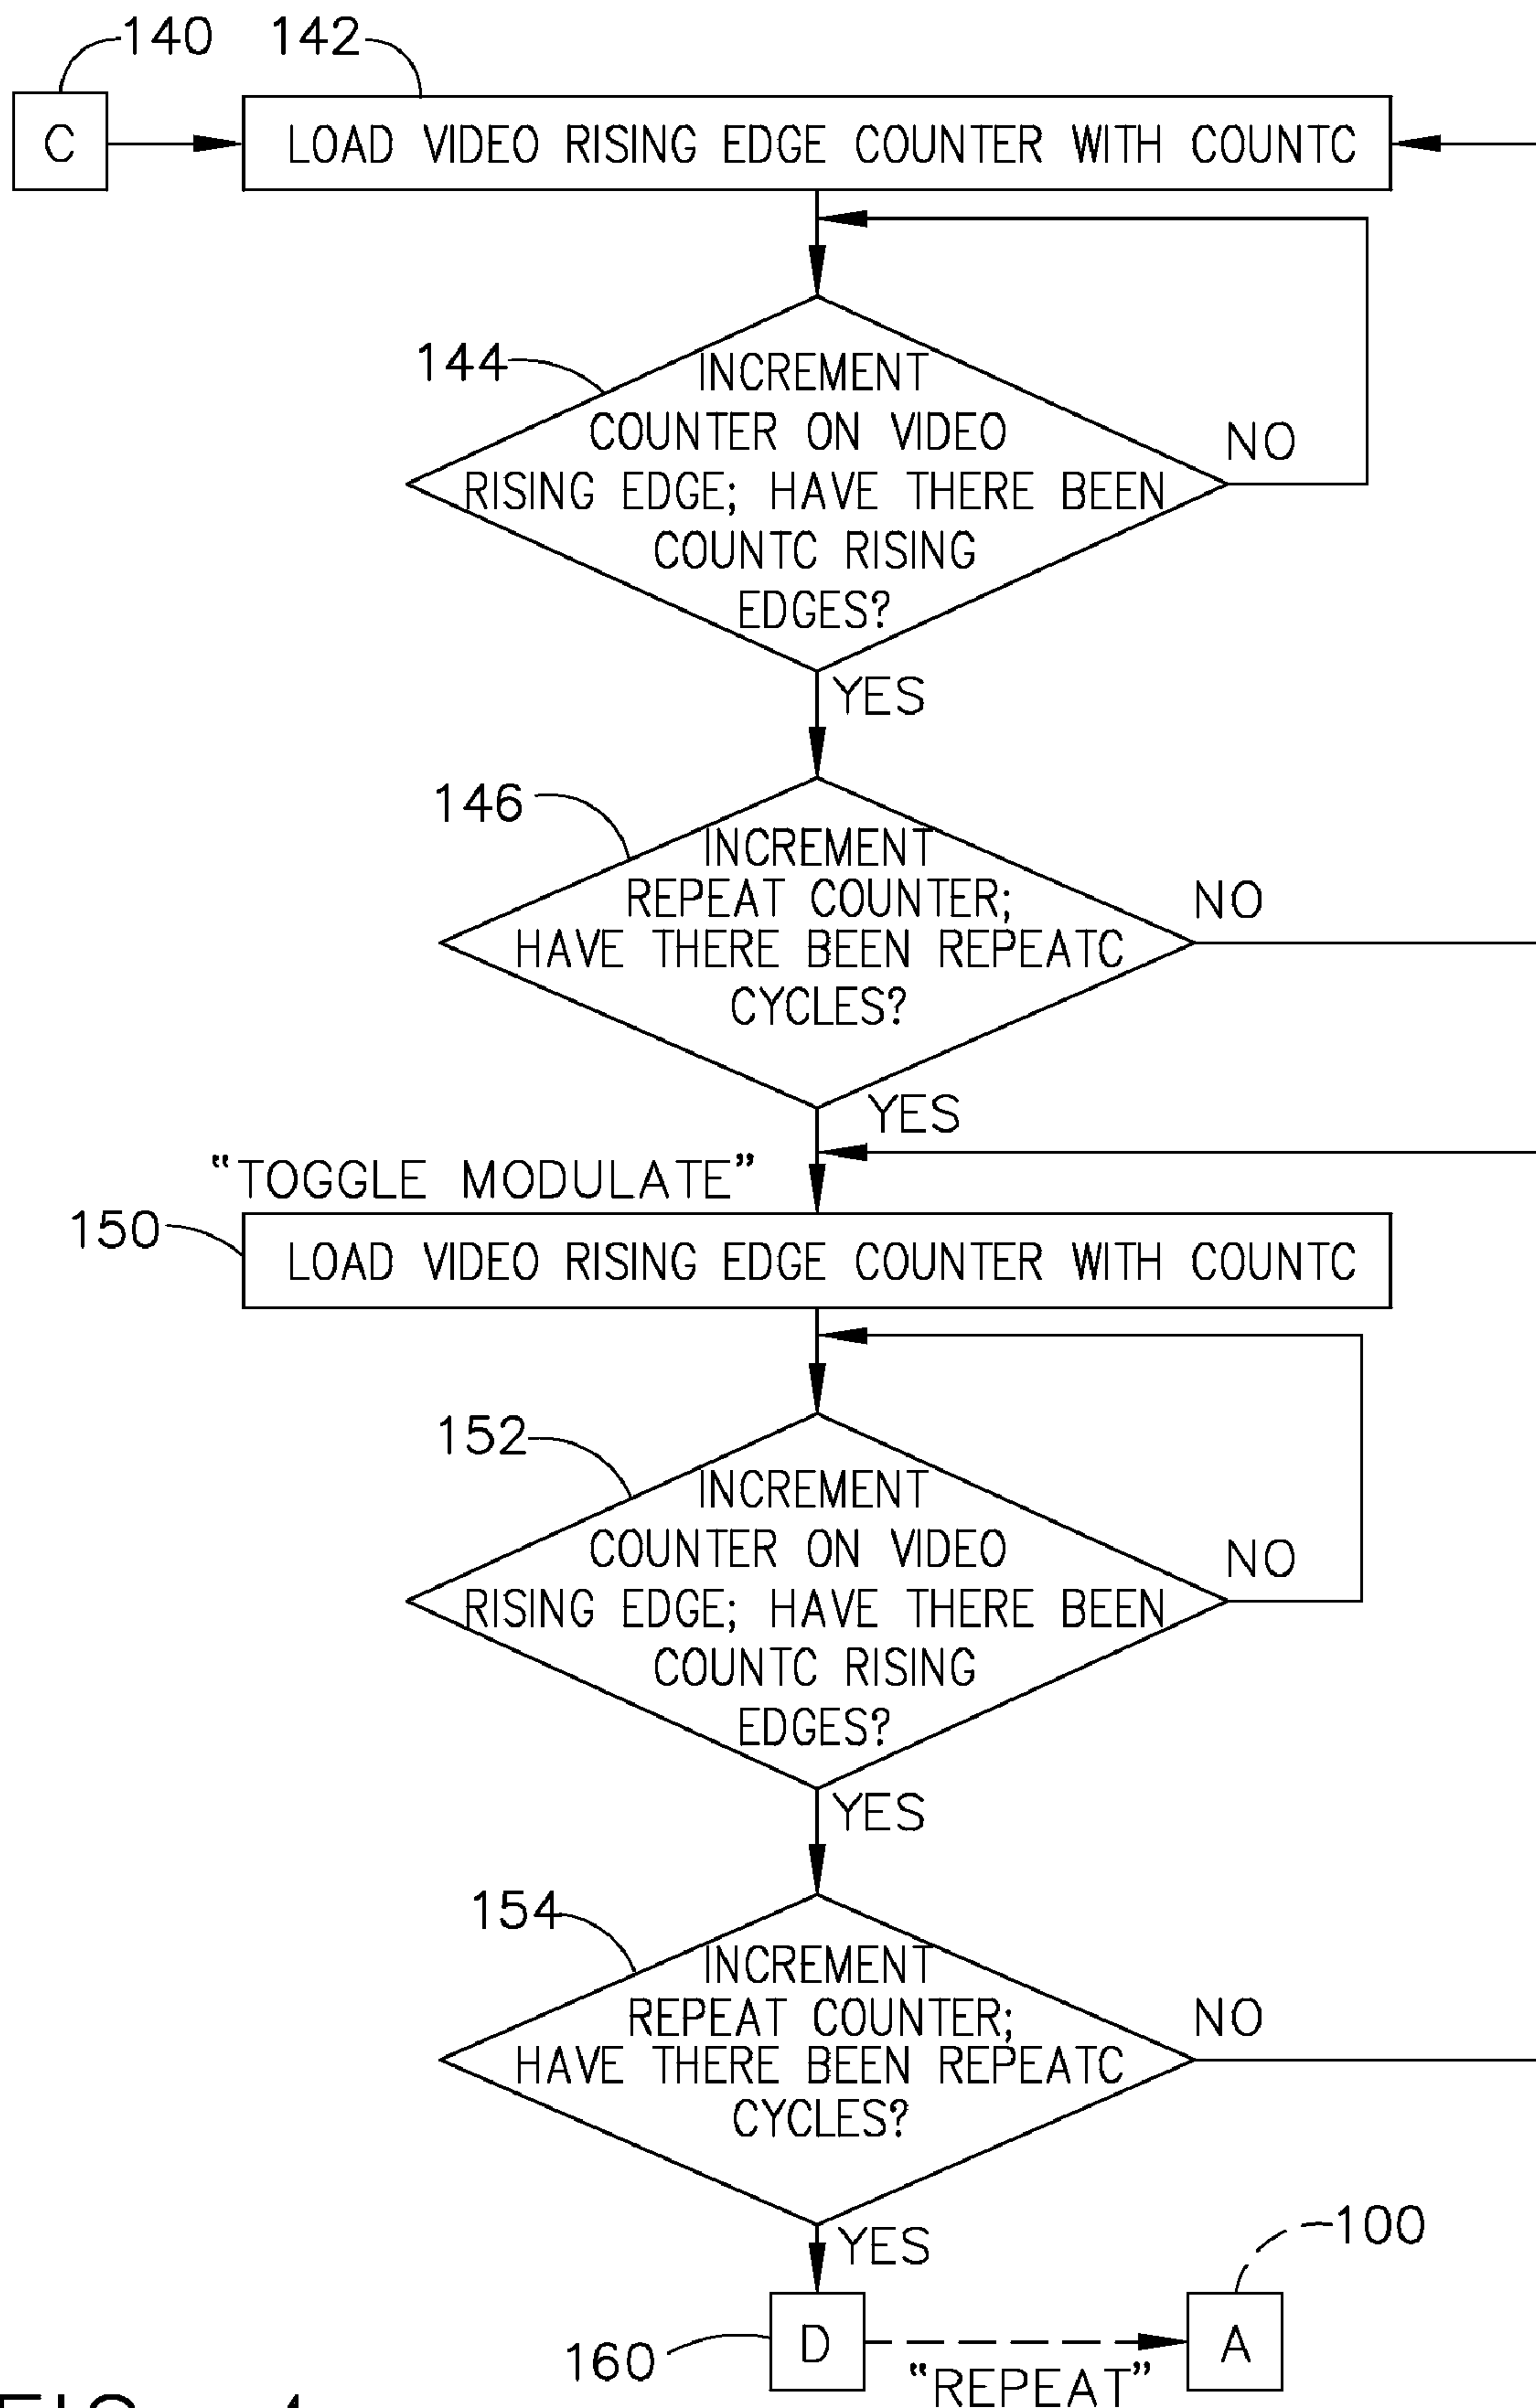 140
142
C
LOAD VIDEO RISING EDGE COUNTER WITH COUNTC
144
INCREMENT
COUNTER ON VIDEO
RISING EDGE; HAVE THERE BEEN
COUNTC RISING
EDGES?
NO
YES
146
INCREMENT
REPEAT COUNTER;
HAVE THERE BEEN REPEATC
CYCLES?
NO
YES
“TOGGLE MODULATE”
150
LOAD VIDEO RISING EDGE COUNTER WITH COUNTC
152
INCREMENT
COUNTER ON VIDEO
RISING EDGE; HAVE THERE BEEN
COUNTC RISING
EDGES?
NO
YES
154
INCREMENT
REPEAT COUNTER;
HAVE THERE BEEN REPEATC
CYCLES?
NO
YES
100
160
D
A
“REPEAT”